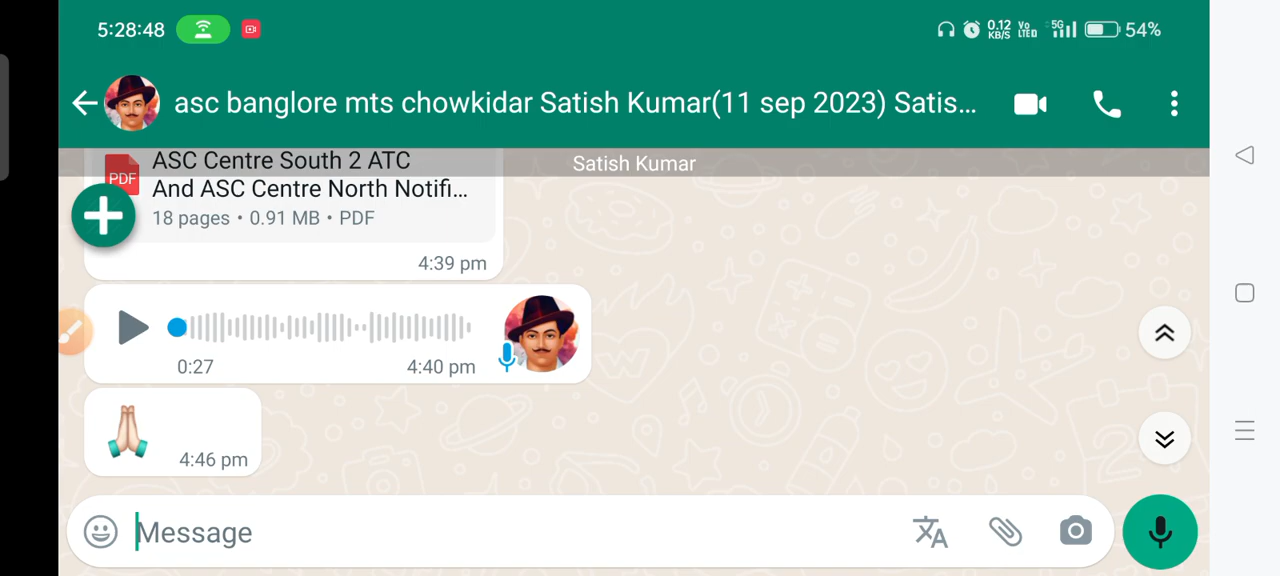 5:28:48
0.12 KB/S Vo LTED 5G 54%
asc banglore mts chowkidar Satish Kumar(11 sep 2023) Satis...
Satish Kumar
PDF
ASC Centre South 2 ATC
And ASC Centre North Notifi...
18 pages • 0.91 MB • PDF
4:39 pm
0:27
4:40 pm
4:46 pm
Message